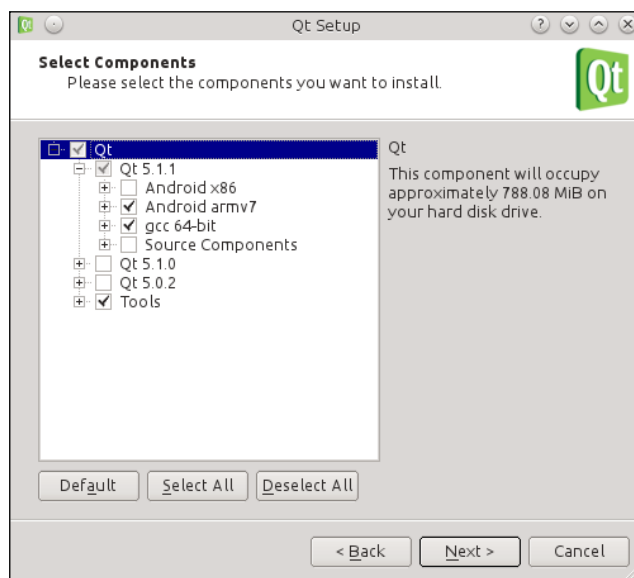 Qt Qt Setup ?
Select Components
Please select the components you want to install.
Qt
Qt
Qt 5.1.1
Android x86
Android armv7
gcc 64-bit
Source Components
Qt 5.1.0
Qt 5.0.2
Tools
Qt
This component will occupy
approximately 788.08 MiB on
your hard disk drive.
Default Select All Deselect All
< Back Next > Cancel